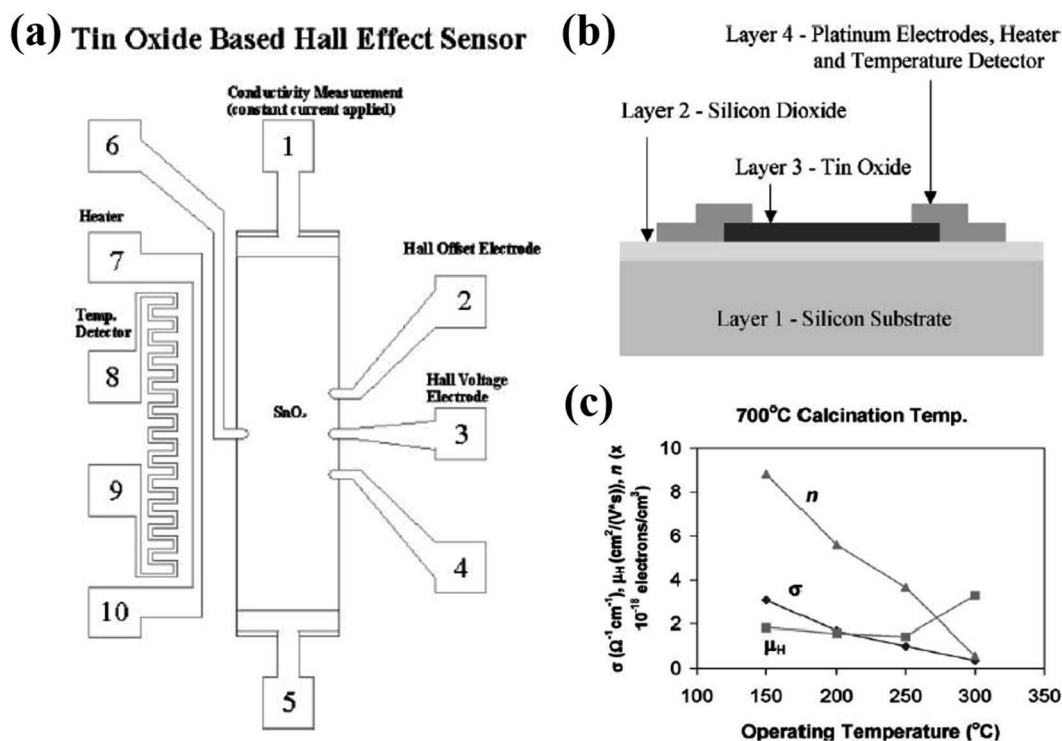 (a) Tin Oxide Based Hall Effect Sensor
Conductivity Measurement
(constant current applied)
6
1
Heater
7
Hall Offset Electrode
2
Temp.
Detector
8
Hall Voltage
Electrode
3
SnO₂
9
4
10
5
(b)
Layer 4 - Platinum Electrodes, Heater
and Temperature Detector
Layer 2 - Silicon Dioxide
Layer 3 - Tin Oxide
Layer 1 - Silicon Substrate
(c)
700°C Calcination Temp.
σ (Ω⁻¹ cm⁻¹), μH (cm²/(V*s)), n (x
10⁻¹⁸ electrons/cm³)
10
8
6
4
2
0
n
σ
μH
100 150 200 250 300 350
Operating Temperature (°C)